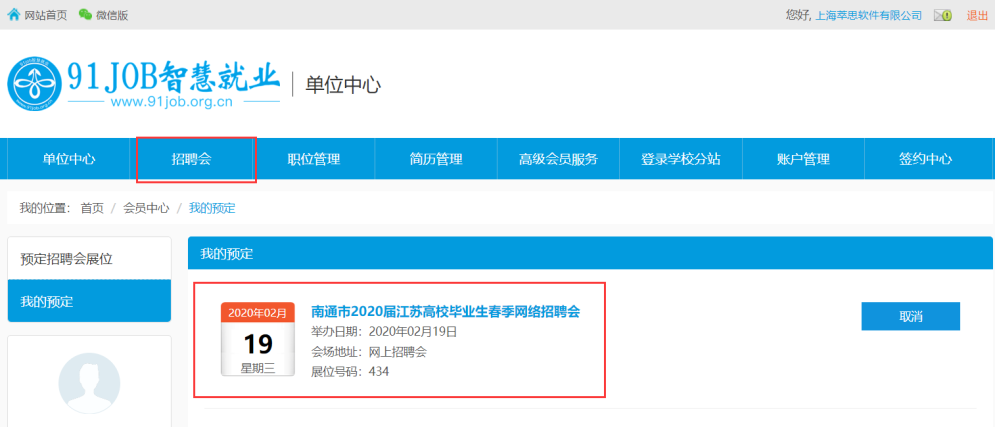 网站首页 微信版 您好, 上海萃思软件有限公司 退出
91JOB智慧就业
www.91job.org.cn
单位中心
单位中心 招聘会 职位管理 简历管理 高级会员服务 登录学校分站 账户管理 签约中心
我的位置： 首页 / 会员中心 / 我的预定
预定招聘会展位
我的预定
我的预定
2020年02月
19
星期三
南通市2020届江苏高校毕业生春季网络招聘会
举办日期：2020年02月19日
会场地址：网上招聘会
展位号码：434
取消